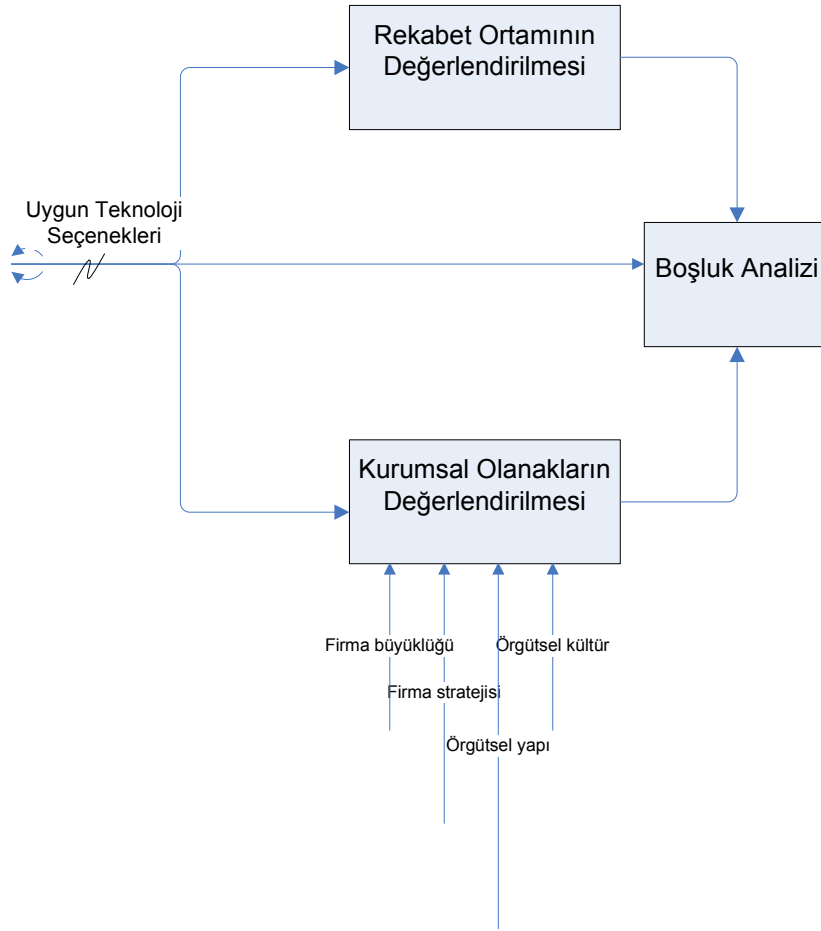 Rekabet Ortamının
Değerlendirilmesi
Uygun Teknoloji
Seçenekleri
Boşluk Analizi
Kurumsal Olanakların
Değerlendirilmesi
Firma büyüklüğü
Örgütsel kültür
Firma stratejisi
Örgütsel yapı